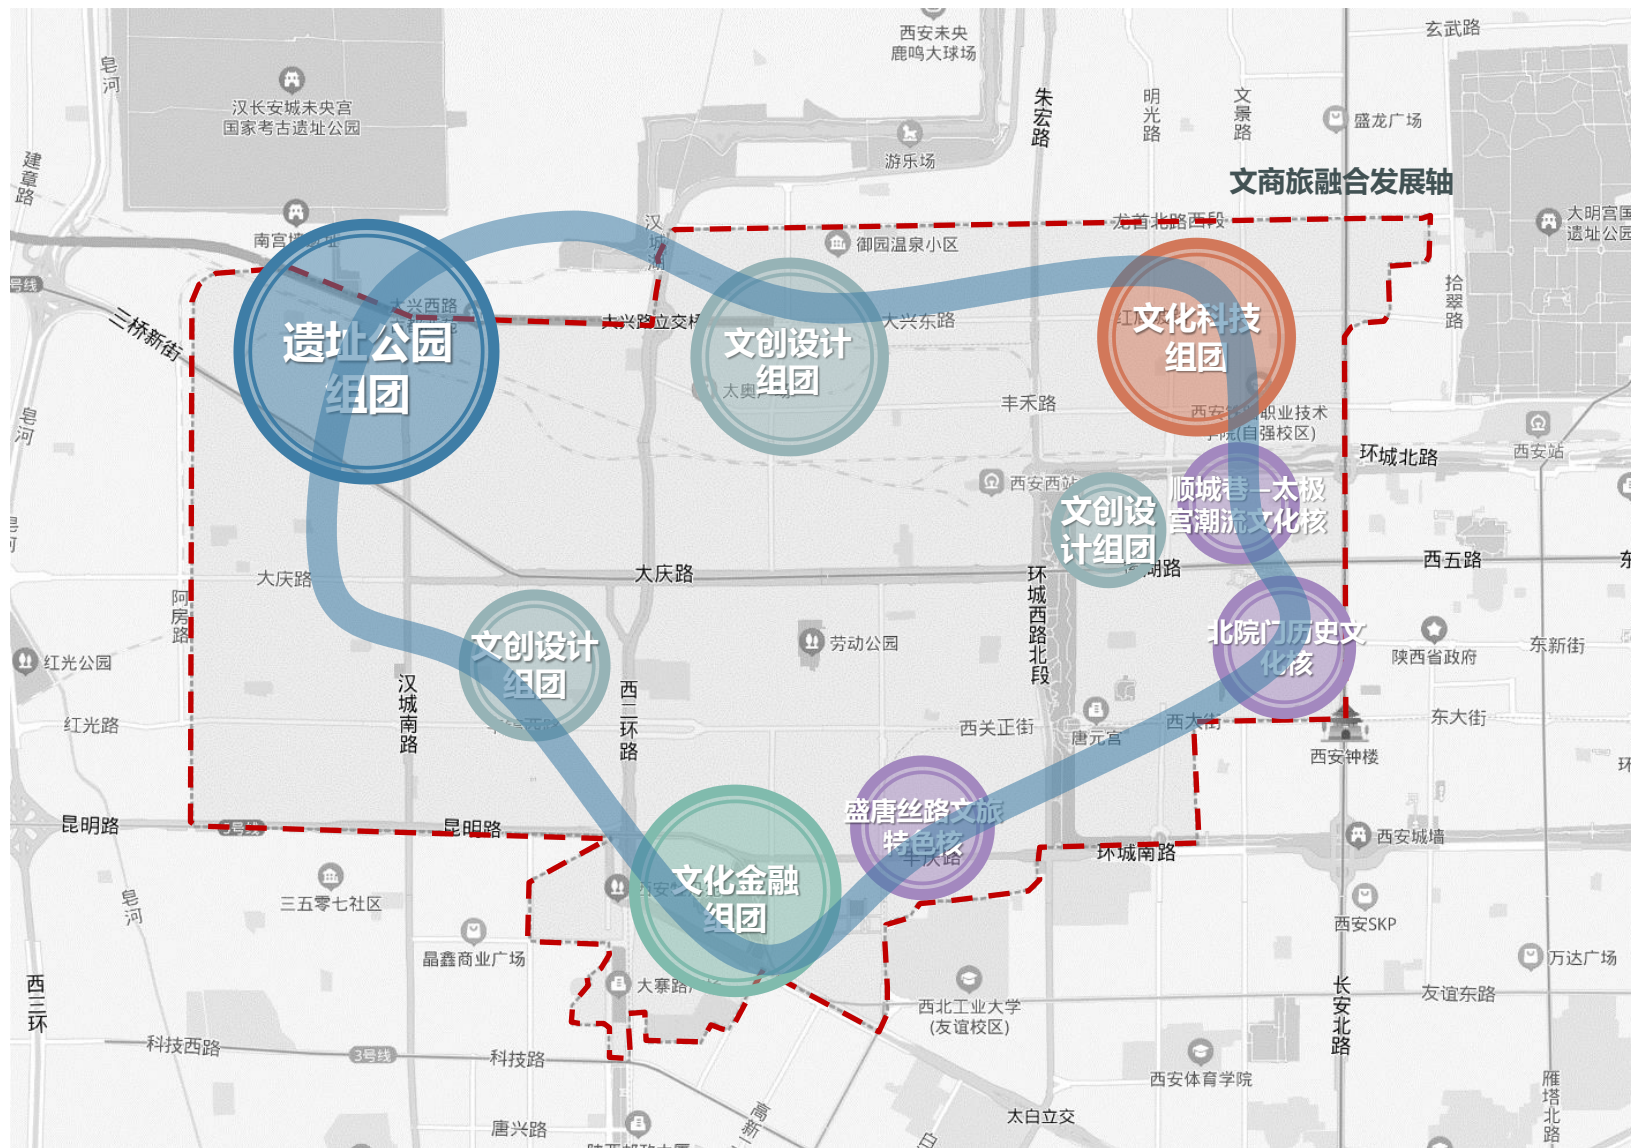 玄武路
西安未央
鹿鸣大球场
皂河
汉长安城未央宫
国家考古遗址公园
朱宏路
明光路
文景路
盛龙广场
游乐场
建章路
文商旅融合发展轴
大明宫国
遗址公园
汉城湖
龙首北路西段
御园温泉小区
号线
三桥新街
大兴西路
遗址公园
组团
大兴东路
文创设计
组团
文化科技
组团
拾翠路
丰禾路
皂河
西安站
环城北路
西安西站
顺城巷—太极
宫潮流文化核
文创设
计组团
大庆路
大庆路
西五路
东
阿房路
环城西路北段
北院门历史文
化核
文创设计
组团
劳动公园
红光公园
陕西省政府
东新街
汉城南路
西二环路
红光路
西关正街
唐元宫
西大街
东大街
西安钟楼
昆明路
昆明路
盛唐丝路文旅
特色核
丰庆路
环城南路
西安城墙
三五零七社区
皂河
文化金融
组团
西安SKP
晶鑫商业广场
万达广场
大寨路
西三环
西北工业大学
(友谊校区)
友谊东路
长安北路
科技西路
3号线
科技路
西安体育学院
雁塔北路
太白立交
唐兴路
高新